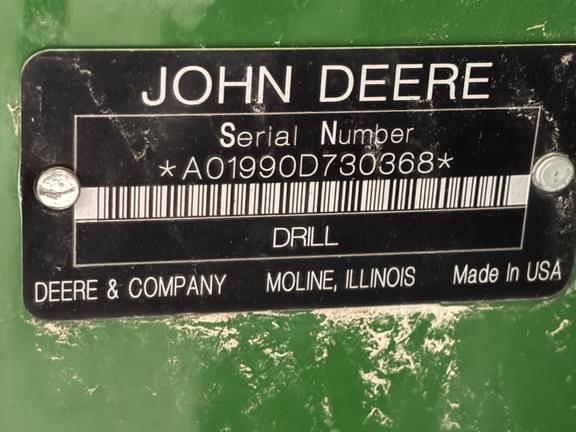 JOHN DEERE
Serial Number
*A01990D730368*
DRILL
DEERE & COMPANY MOLINE, ILLINOIS Made In USA